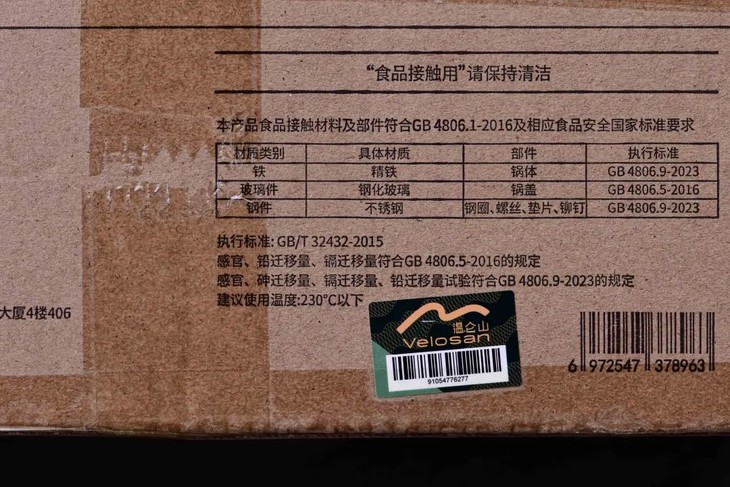 “食品接触用”请保持清洁
本产品食品接触材料及部件符合GB 4806.1-2016及相应食品安全国家标准要求
材质类别 具体材质 部件 执行标准
铁 精铁 锅体 GB 4806.9-2023
玻璃件 钢化玻璃 锅盖 GB 4806.5-2016
钢件 不锈钢 钢圈、螺丝、垫片、铆钉 GB 4806.9-2023
执行标准: GB/T 32432-2015
感官、铅迁移量、镉迁移量符合GB 4806.5-2016的规定
感官、砷迁移量、镉迁移量、铅迁移量试验符合GB 4806.9-2023的规定
建议使用温度:230°C以下
大厦4楼406
温仑山
Velosan
91054776277
6 972547 378963